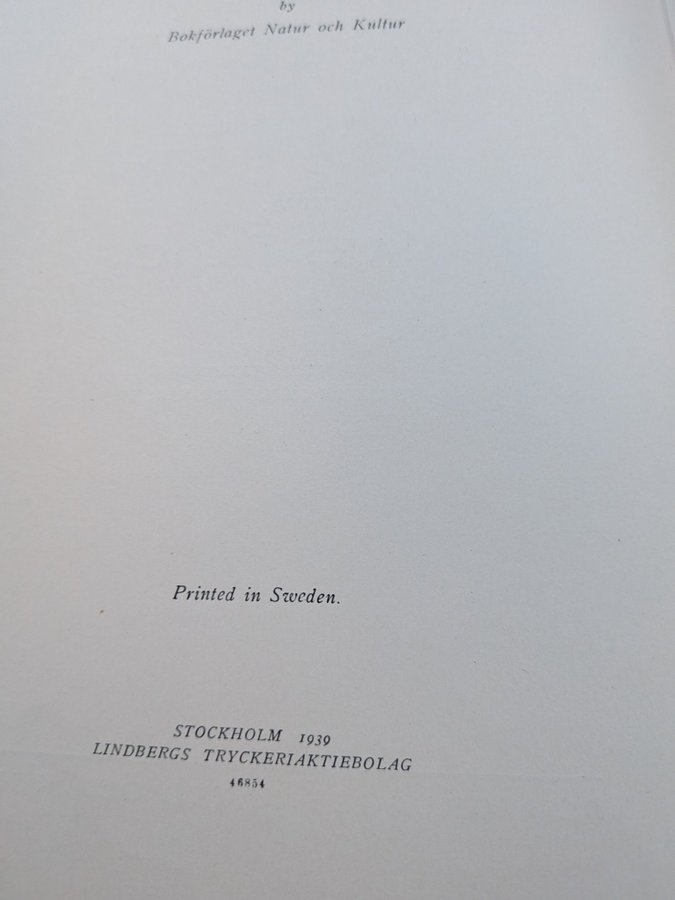 by
Bokförlaget Natur och Kultur
Printed in Sweden.
STOCKHOLM 1939
LINDBERGS TRYCKERIAKTIEBOLAG
46854